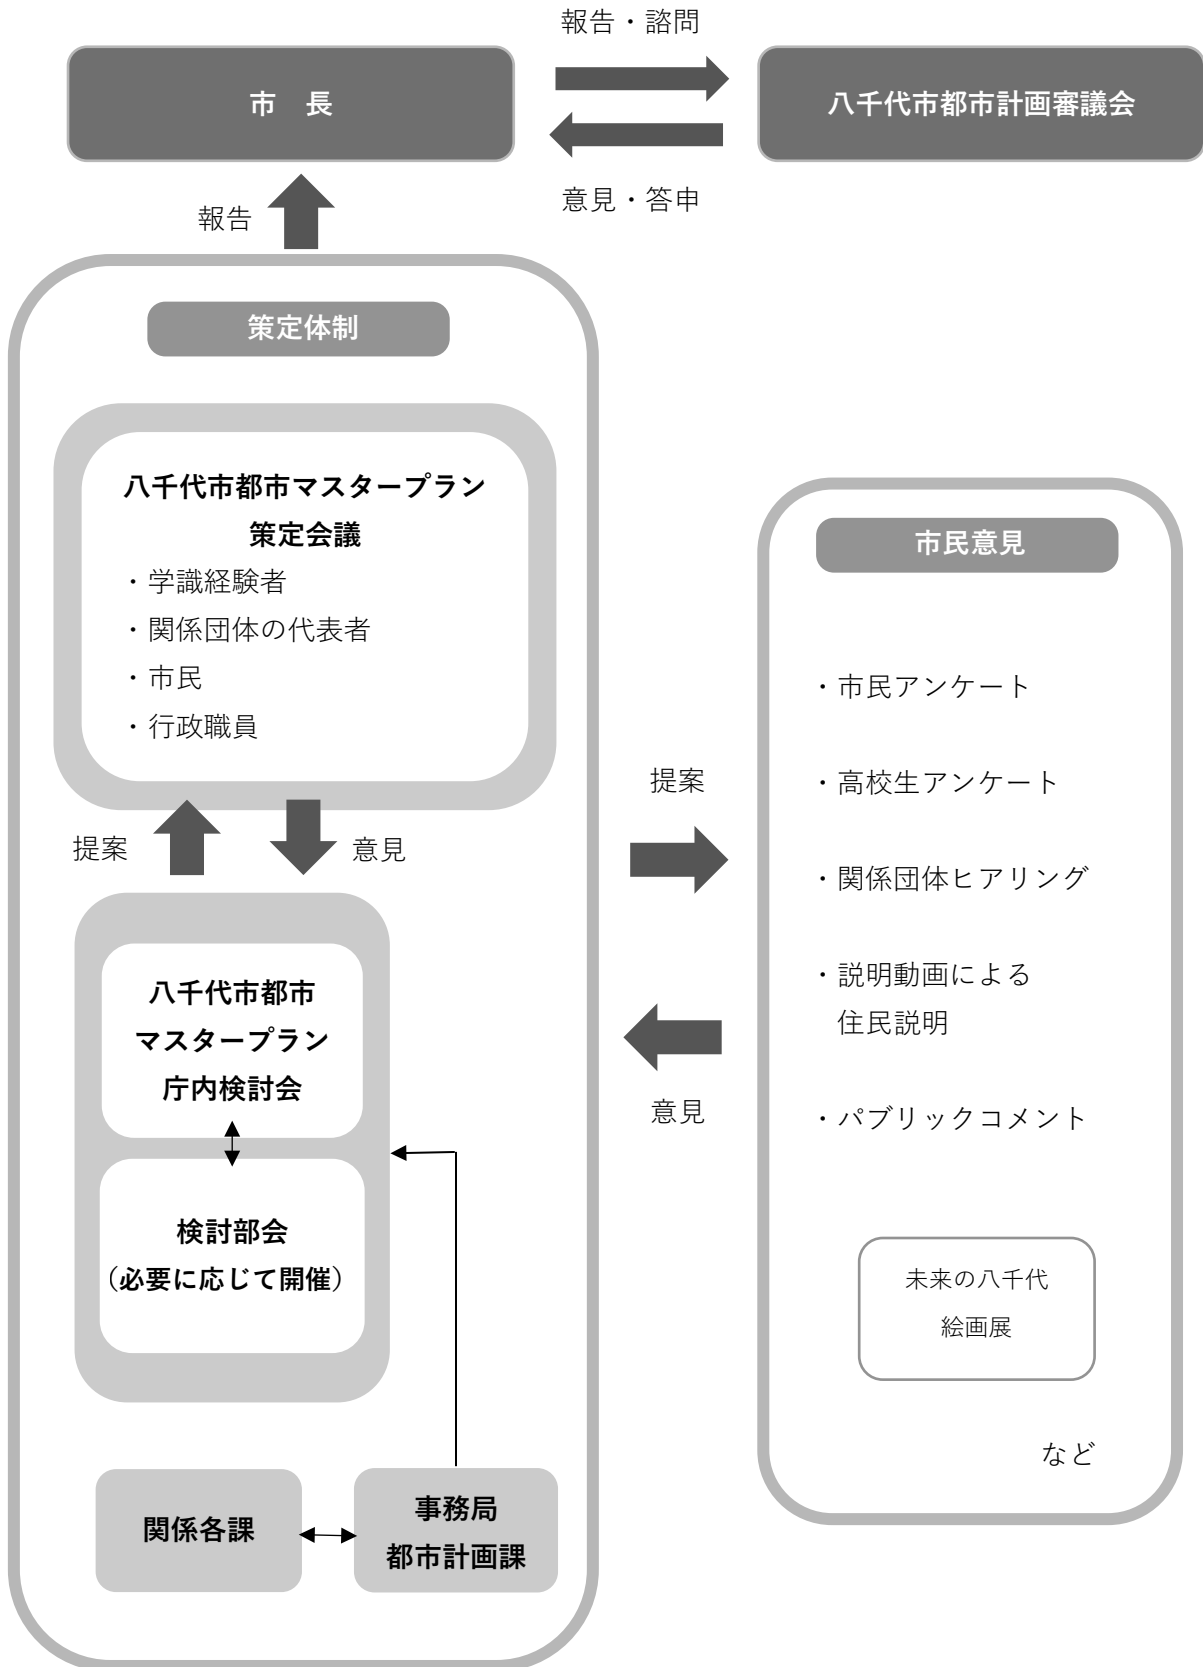 報告・諮問
市　長
八千代市都市計画審議会
意見・答申
報告
策定体制
八千代市都市マスタープラン
策定会議
・学識経験者
・関係団体の代表者
・市民
・行政職員
提案
意見
八千代市都市
マスタープラン
庁内検討会
検討部会
（必要に応じて開催）
関係各課
事務局
都市計画課
提案
意見
市民意見
・市民アンケート
・高校生アンケート
・関係団体ヒアリング
・説明動画による
住民説明
・パブリックコメント
未来の八千代
絵画展
など